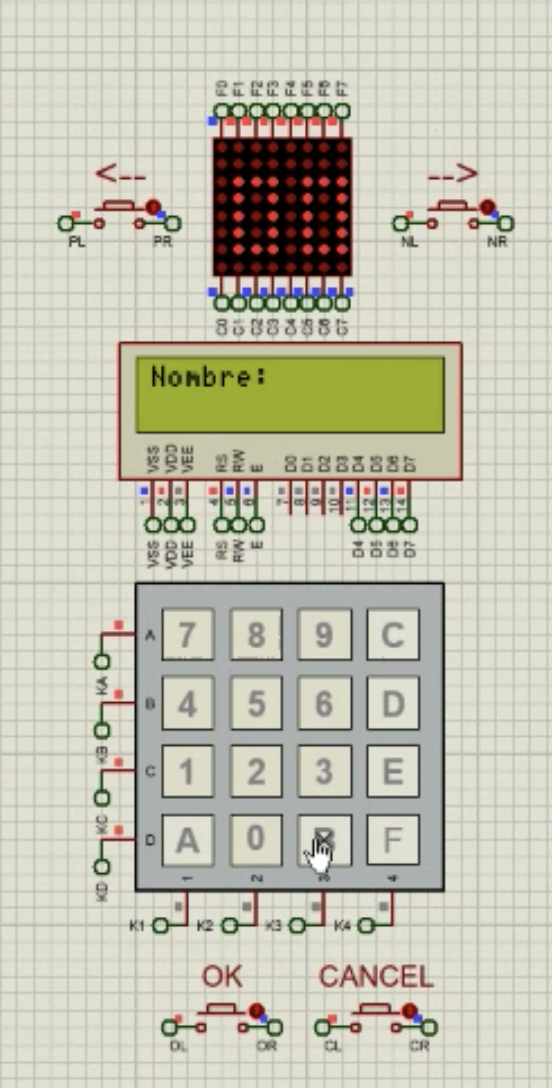 F0 F1 F2 F3 F4 F5 F6 F7
<-- -->
PL PR NL NR
C0 C1 C2 C3 C4 C5 C6 C7
Nombre:
VSS VDD VEE RS RW E D0 D1 D2 D3 D4 D5 D6 D7
1 2 3 4 5 6 7 8 9 10 11 12 13 14
VSS VDD VEE RS RW E D4 D5 D6 D7
A 7 8 9 C
KA
B 4 5 6 D
KB
C 1 2 3 E
KC
D A 0 B F
KD
1 2 3 4
K1 K2 K3 K4
OK CANCEL
OL OR CL CR